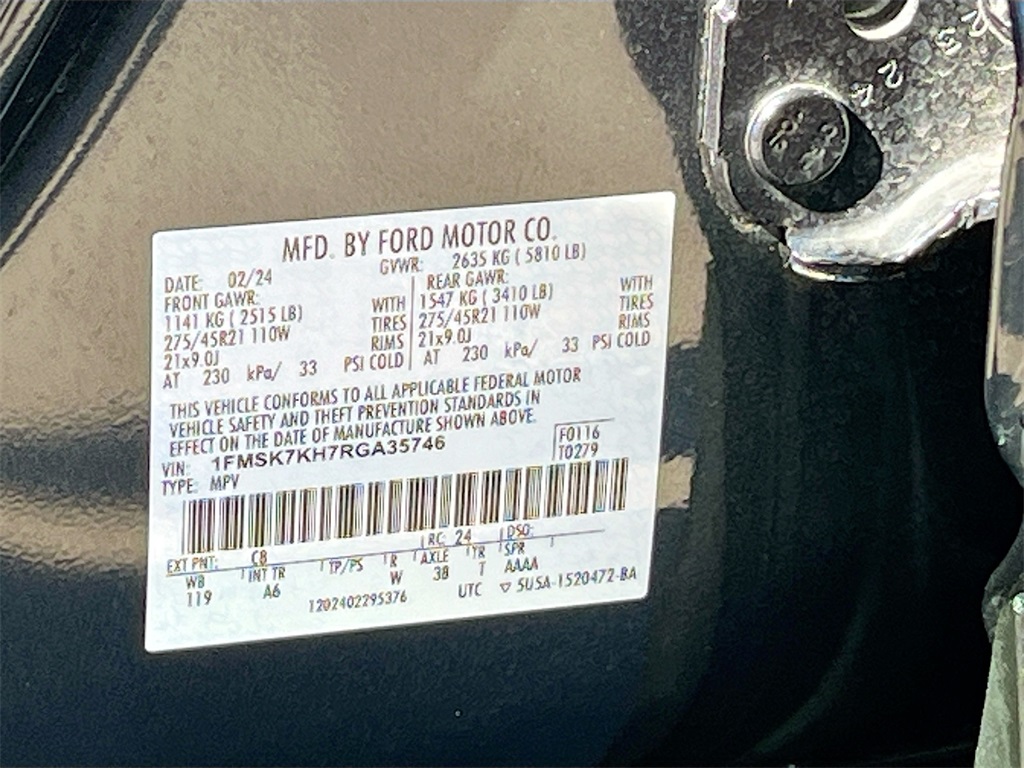 MFD. BY FORD MOTOR CO.
DATE: 02/24 GVWR: 2635 KG ( 5810 LB)
FRONT GAWR: REAR GAWR:
1141 KG ( 2515 LB) WITH 1547 KG ( 3410 LB) WITH
275/45R21 110W TIRES 275/45R21 110W TIRES
21x9.0J RIMS 21x9.0J RIMS
AT 230 kPa/ 33 PSI COLD AT 230 kPa/ 33 PSI COLD
THIS VEHICLE CONFORMS TO ALL APPLICABLE FEDERAL MOTOR
VEHICLE SAFETY AND THEFT PREVENTION STANDARDS IN
EFFECT ON THE DATE OF MANUFACTURE SHOWN ABOVE.
VIN: 1FMSK7KH7RGA35746 F0116
TYPE: MPV T0279
EXT PNT: C8 RC: 24 DSO:
WB INT TR TP/PS R AXLE TR SPR
119 A6 W 38 T AAAA
1202402295376 UTC ▽ 5U5A-1520472-BA